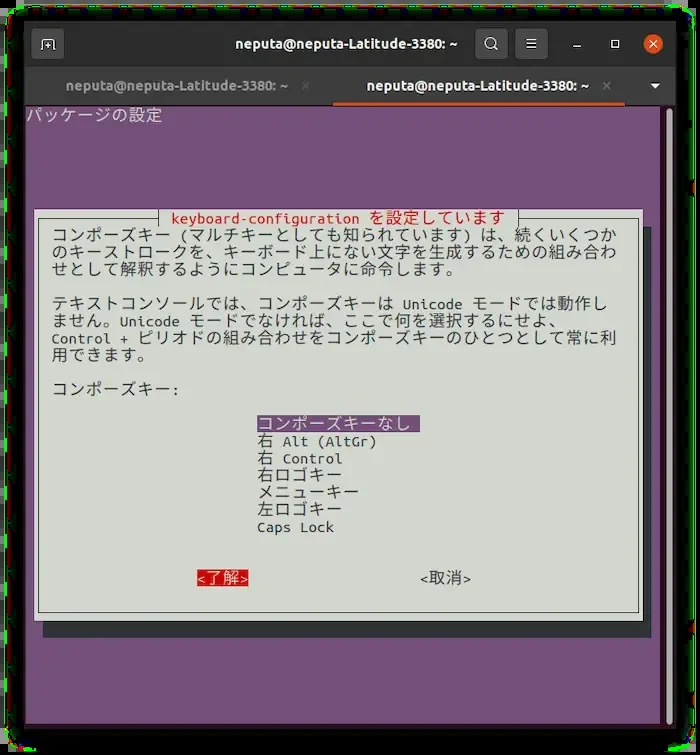 neputa@neputa-Latitude-3380: ~
neputa@neputa-Latitude-3380: ~
neputa@neputa-Latitude-3380: ~
パッケージの設定
keyboard-configuration を設定しています
コンポーズキー (マルチキーとしても知られています) は、続くいくつか
のキーストロークを、キーボード上にない文字を生成するための組み合わ
せとして解釈するようにコンピュータに命令します。
テキストコンソールでは、コンポーズキーは Unicode モードでは動作し
ません。Unicode モードでなければ、ここで何を選択するにせよ、
Control + ピリオドの組み合わせをコンポーズキーのひとつとして常に利
用できます。
コンポーズキー:
コンポーズキーなし
右 Alt (AltGr)
右 Control
右ロゴキー
メニューキー
左ロゴキー
Caps Lock
<了解> <取消>